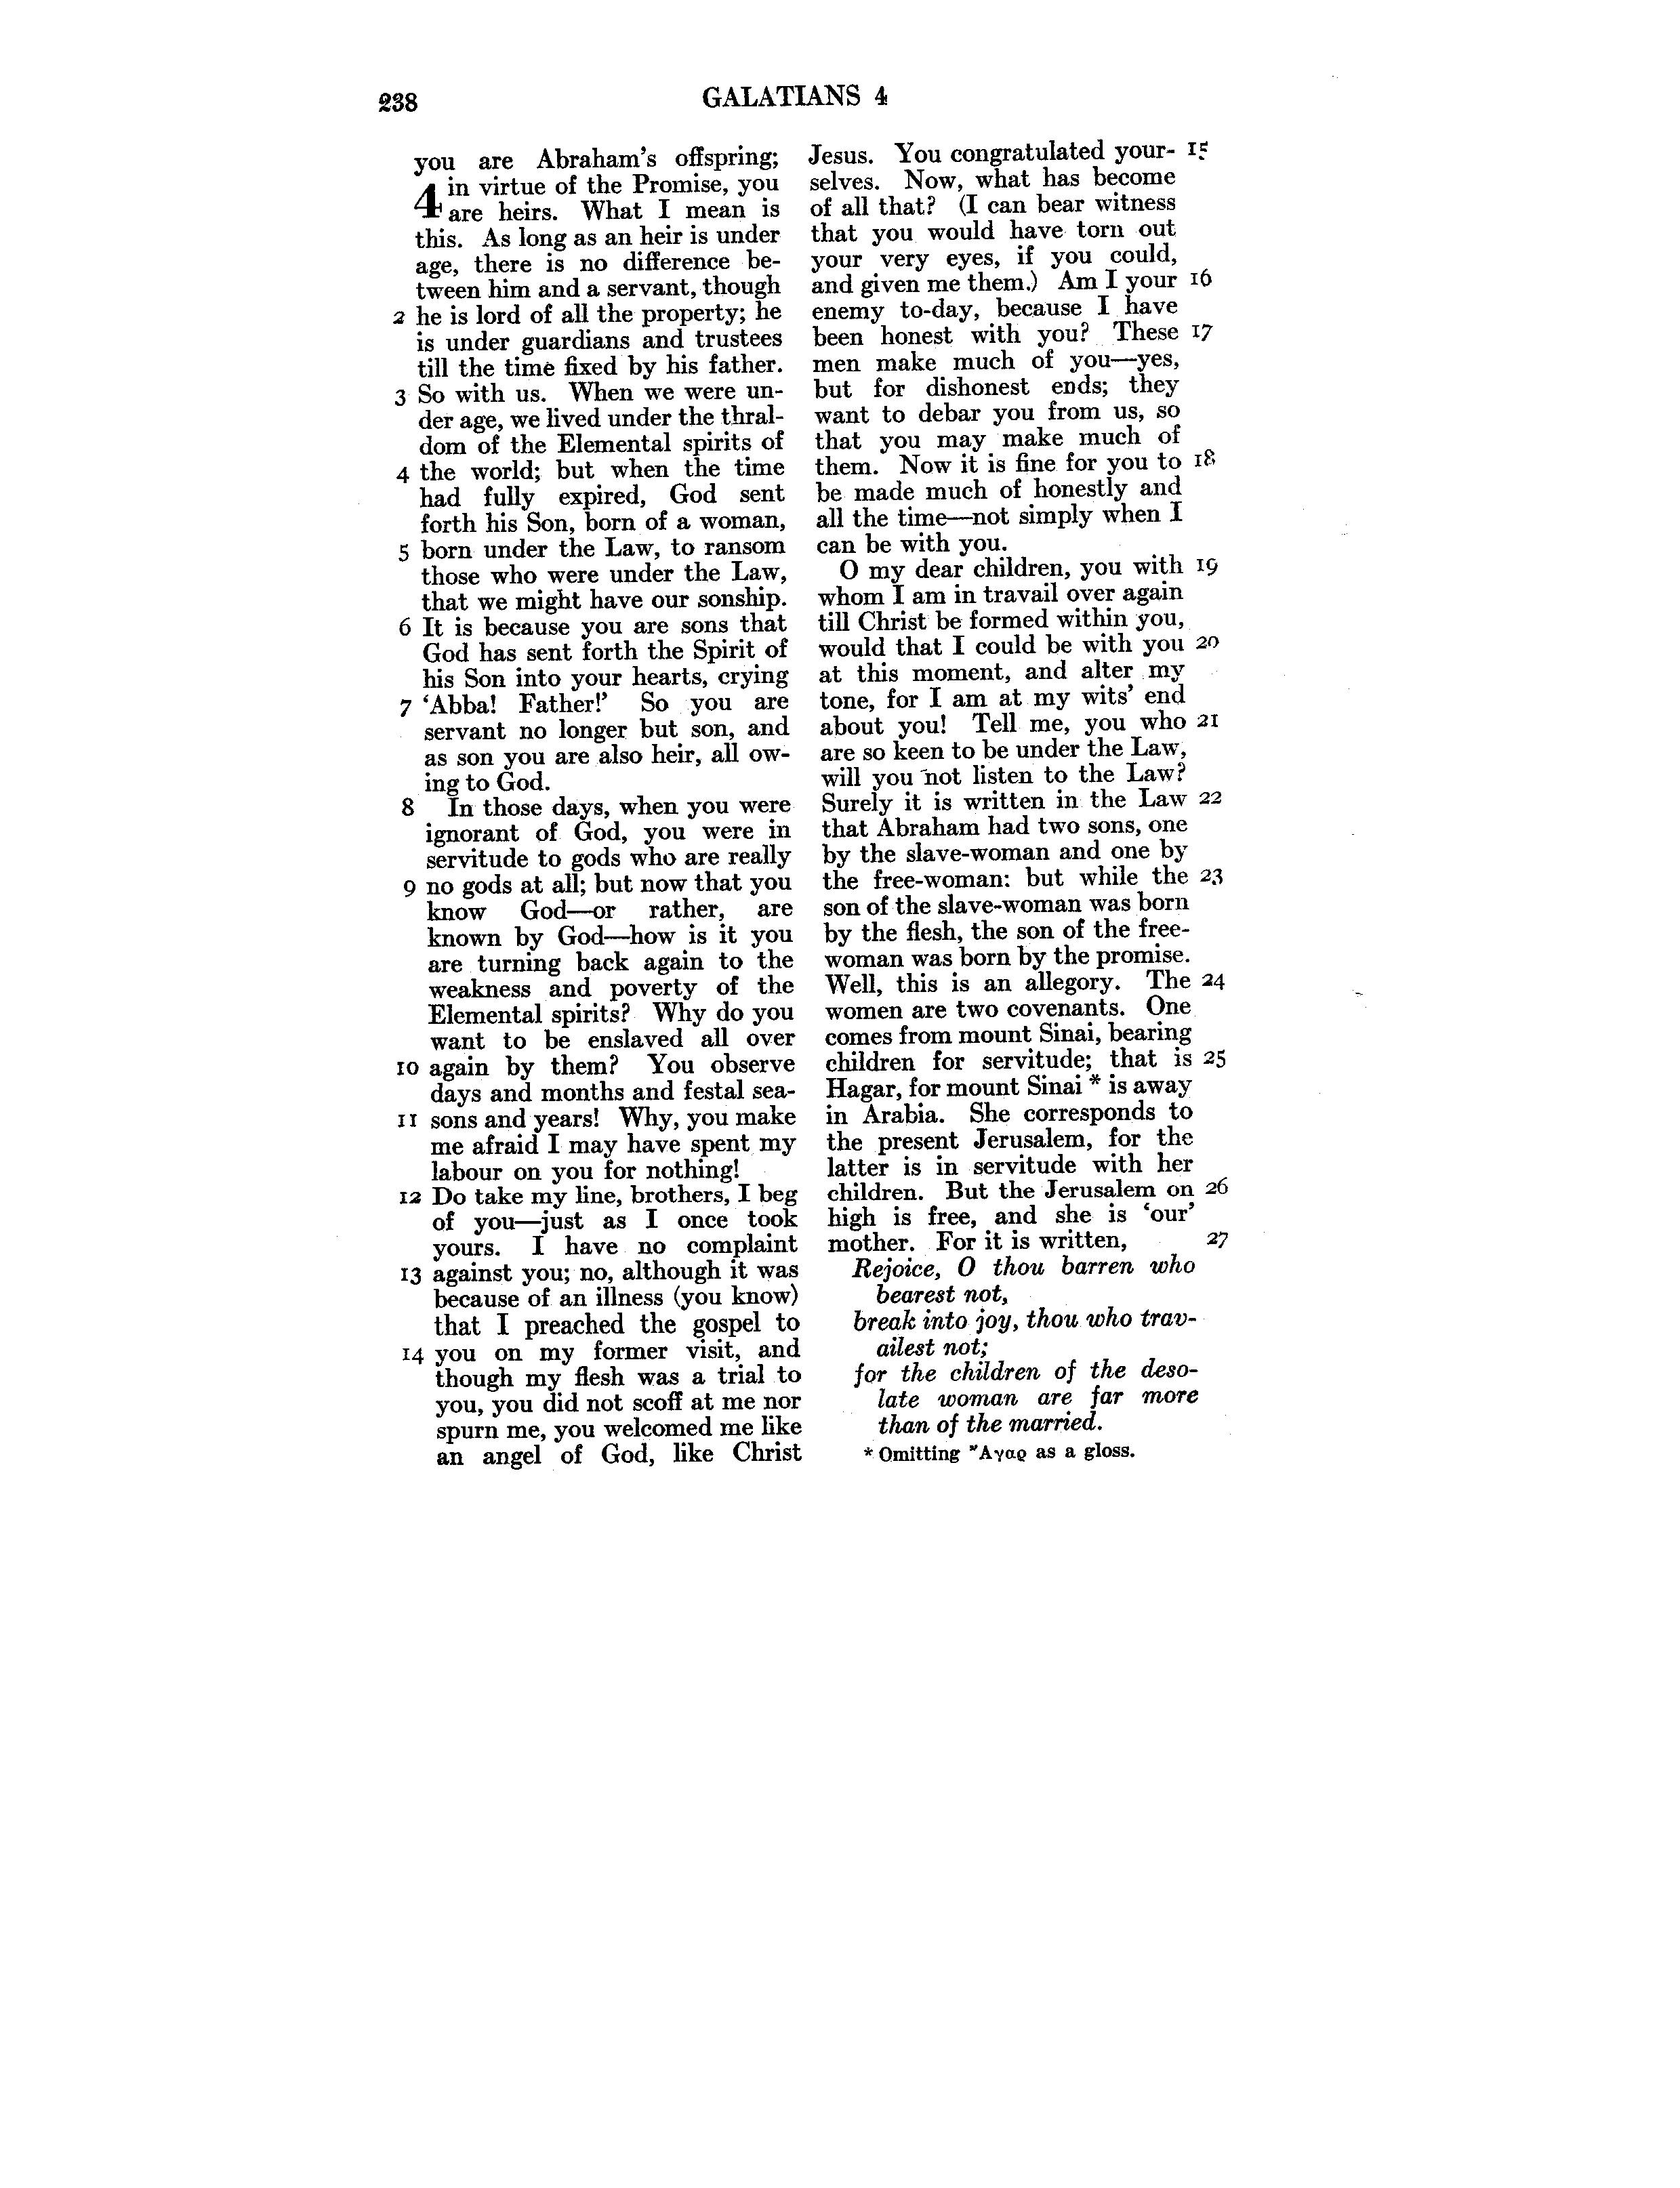 238
GALATIANS 4
you are Abraham's offspring;
4 in virtue of the Promise, you
are heirs. What I mean is
this. As long as an heir is under
age, there is no difference be-
tween him and a servant, though
2 he is lord of all the property; he
is under guardians and trustees
till the time fixed by his father.
3 So with us. When we were un-
der age, we lived under the thral-
dom of the Elemental spirits of
4 the world; but when the time
had fully expired, God sent
forth his Son, born of a woman,
5 born under the Law, to ransom
those who were under the Law,
that we might have our sonship.
6 It is because you are sons that
God has sent forth the Spirit of
his Son into your hearts, crying
7 ‘Abba! Father!’ So you are
servant no longer but son, and
as son you are also heir, all ow-
ing to God.
8 In those days, when you were
ignorant of God, you were in
servitude to gods who are really
9 no gods at all; but now that you
know God—or rather, are
known by God—how is it you
are turning back again to the
weakness and poverty of the
Elemental spirits? Why do you
want to be enslaved all over
10 again by them? You observe
days and months and festal sea-
11 sons and years! Why, you make
me afraid I may have spent my
labour on you for nothing!
12 Do take my line, brothers, I beg
of you—just as I once took
yours. I have no complaint
13 against you; no, although it was
because of an illness (you know)
that I preached the gospel to
14 you on my former visit, and
though my flesh was a trial to
you, you did not scoff at me nor
spurn me, you welcomed me like
an angel of God, like Christ
Jesus. You congratulated your- 15
selves. Now, what has become
of all that? (I can bear witness
that you would have torn out
your very eyes, if you could,
and given me them.) Am I your 16
enemy to-day, because I have
been honest with you? These 17
men make much of you—yes,
but for dishonest ends; they
want to debar you from us, so
that you may make much of
them. Now it is fine for you to 18
be made much of honestly and
all the time—not simply when I
can be with you.
O my dear children, you with 19
whom I am in travail over again
till Christ be formed within you,
would that I could be with you 20
at this moment, and alter my
tone, for I am at my wits’ end
about you! Tell me, you who 21
are so keen to be under the Law,
will you not listen to the Law?
Surely it is written in the Law 22
that Abraham had two sons, one
by the slave-woman and one by
the free-woman: but while the 23
son of the slave-woman was born
by the flesh, the son of the free-
woman was born by the promise.
Well, this is an allegory. The 24
women are two covenants. One
comes from mount Sinai, bearing
children for servitude; that is 25
Hagar, for mount Sinai * is away
in Arabia. She corresponds to
the present Jerusalem, for the
latter is in servitude with her
children. But the Jerusalem on 26
high is free, and she is ‘our’
mother. For it is written, 27
Rejoice, O thou barren who
bearest not,
break into joy, thou who trav-
ailest not;
for the children of the deso-
late woman are far more
than of the married.
* Omitting Ἄγαρ as a gloss.